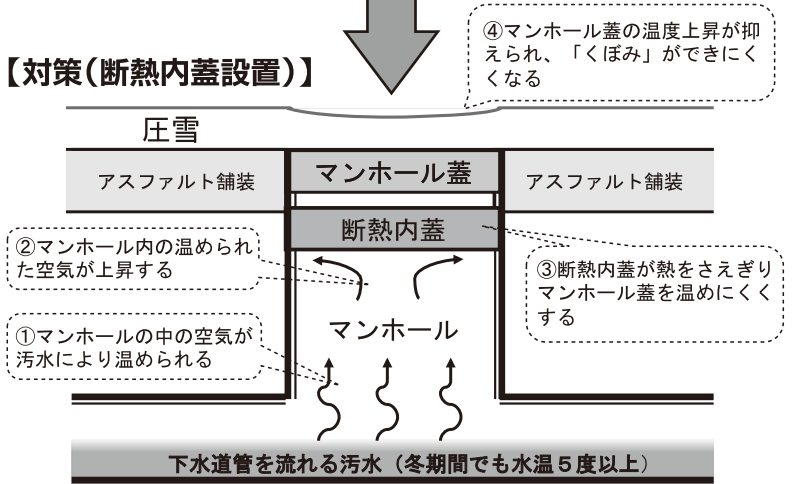 ④マンホール蓋の温度上昇が抑
えられ、「くぼみ」ができにく
くなる
【対策(断熱内蓋設置)】
圧雪
アスファルト舗装
マンホール蓋
アスファルト舗装
断熱内蓋
②マンホール内の温められ
た空気が上昇する
③断熱内蓋が熱をさえぎり
マンホール蓋を温めにくく
する
マンホール
①マンホールの中の空気が
汚水により温められる
下水道管を流れる汚水（冬期間でも水温５度以上）